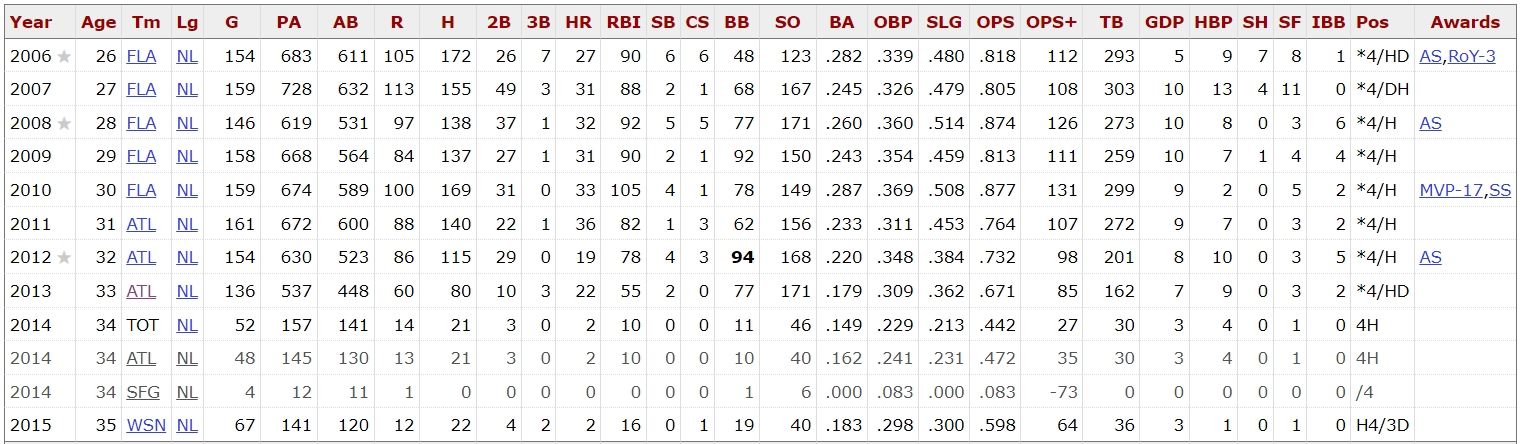 Year Age Tm Lg G PA AB R H 2B 3B HR RBI SB CS BB SO BA OBP SLG OPS OPS+ TB GDP HBP SH SF IBB Pos Awards
2006 ★ 26 FLA NL 154 683 611 105 172 26 7 27 90 6 6 48 123 .282 .339 .480 .818 112 293 5 9 7 8 1 *4/HD AS,RoY-3
2007 27 FLA NL 159 728 632 113 155 49 3 31 88 2 1 68 167 .245 .326 .479 .805 108 303 10 13 4 11 0 *4/DH
2008 ★ 28 FLA NL 146 619 531 97 138 37 1 32 92 5 5 77 171 .260 .360 .514 .874 126 273 10 8 0 3 6 *4/H AS
2009 29 FLA NL 158 668 564 84 137 27 1 31 90 2 1 92 150 .243 .354 .459 .813 111 259 10 7 1 4 4 *4/H
2010 30 FLA NL 159 674 589 100 169 31 0 33 105 4 1 78 149 .287 .369 .508 .877 131 299 9 2 0 5 2 *4/H MVP-17,SS
2011 31 ATL NL 161 672 600 88 140 22 1 36 82 1 3 62 156 .233 .311 .453 .764 107 272 9 7 0 3 2 *4/H
2012 ★ 32 ATL NL 154 630 523 86 115 29 0 19 78 4 3 94 168 .220 .348 .384 .732 98 201 8 10 0 3 5 *4/H AS
2013 33 ATL NL 136 537 448 60 80 10 3 22 55 2 0 77 171 .179 .309 .362 .671 85 162 7 9 0 3 2 *4/HD
2014 34 TOT NL 52 157 141 14 21 3 0 2 10 0 0 11 46 .149 .229 .213 .442 27 30 3 4 0 1 0 4H
2014 34 ATL NL 48 145 130 13 21 3 0 2 10 0 0 10 40 .162 .241 .231 .472 35 30 3 4 0 1 0 4H
2014 34 SFG NL 4 12 11 1 0 0 0 0 0 0 0 1 6 .000 .083 .000 .083 -73 0 0 0 0 0 0 /4
2015 35 WSN NL 67 141 120 12 22 4 2 2 16 0 1 19 40 .183 .298 .300 .598 64 36 3 1 0 1 0 H4/3D